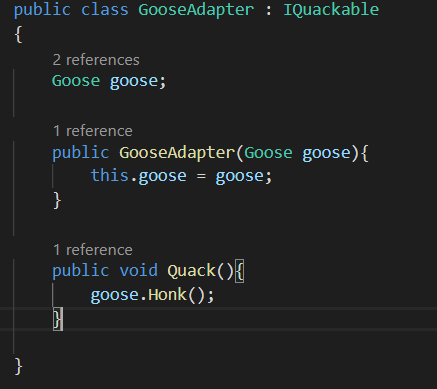 public class GooseAdapter : IQuackable
{
2 references
Goose goose;
1 reference
public GooseAdapter(Goose goose){
this.goose = goose;
}
1 reference
public void Quack(){
goose.Honk();
}
}